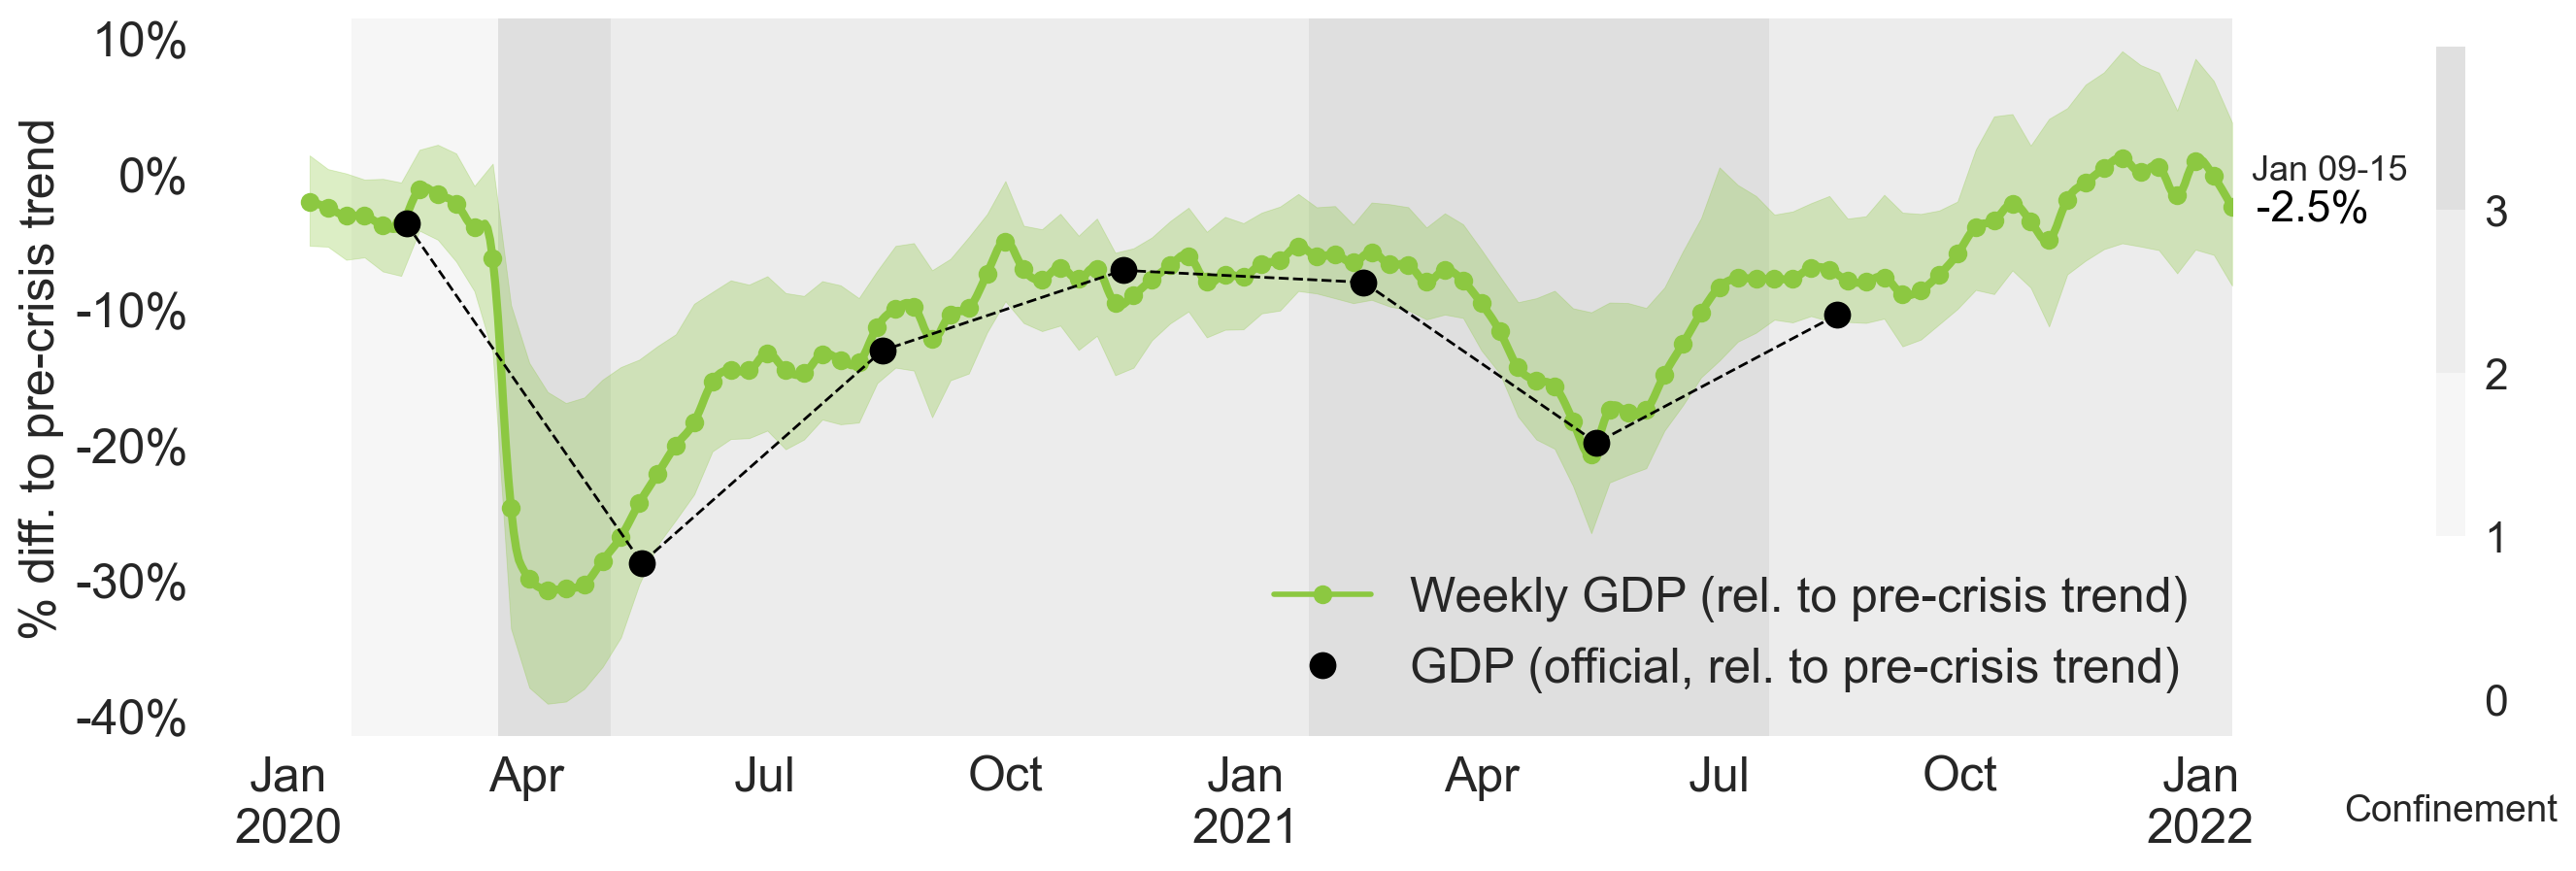 % diff. to pre-crisis trend
10%
0%
-10%
-20%
-30%
-40%
Jan 09-15
-2.5%
Weekly GDP (rel. to pre-crisis trend)
GDP (official, rel. to pre-crisis trend)
Jan Apr Jul Oct Jan Apr Jul Oct Jan
2020 2021 2022
3
2
1
0
Confinement